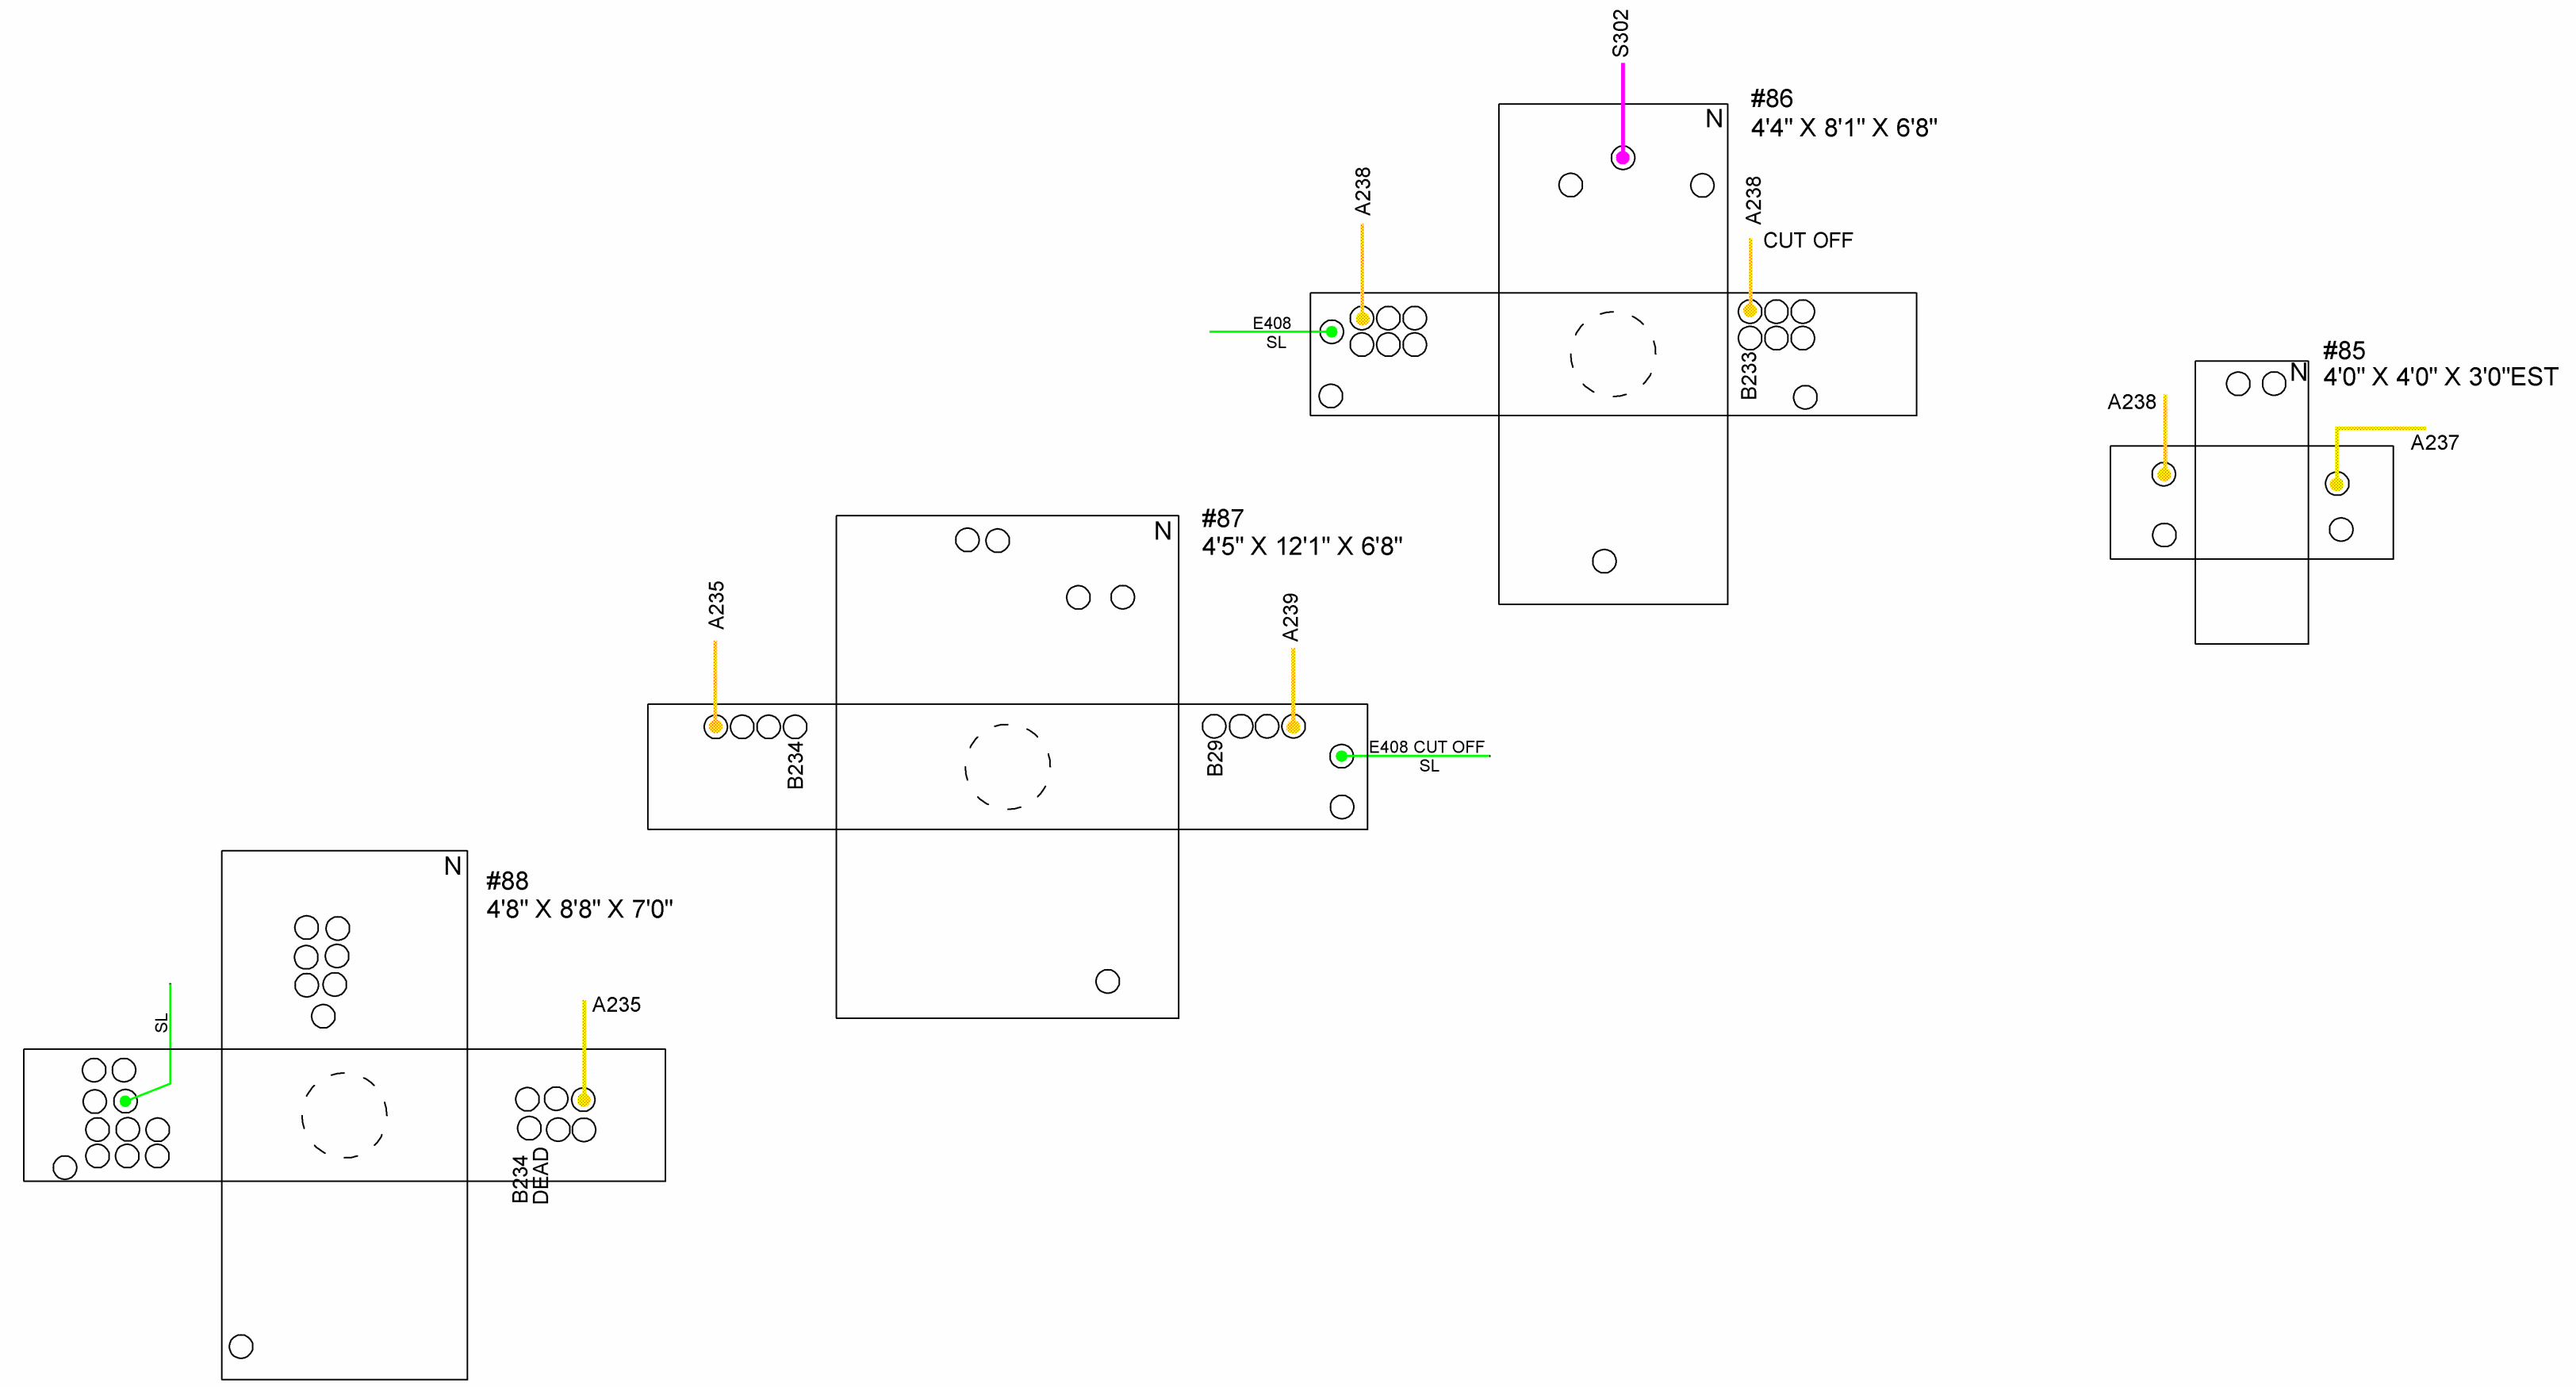 S302
#86
N
4'4" X 8'1" X 6'8"
A238
A238
CUT OFF
E408
SL
B233
#85
N
4'0" X 4'0" X 3'0"EST
A238
A237
#87
N
4'5" X 12'1" X 6'8"
A235
A239
B234
B29
E408 CUT OFF
SL
N
#88
4'8" X 8'8" X 7'0"
SL
A235
B234
DEAD